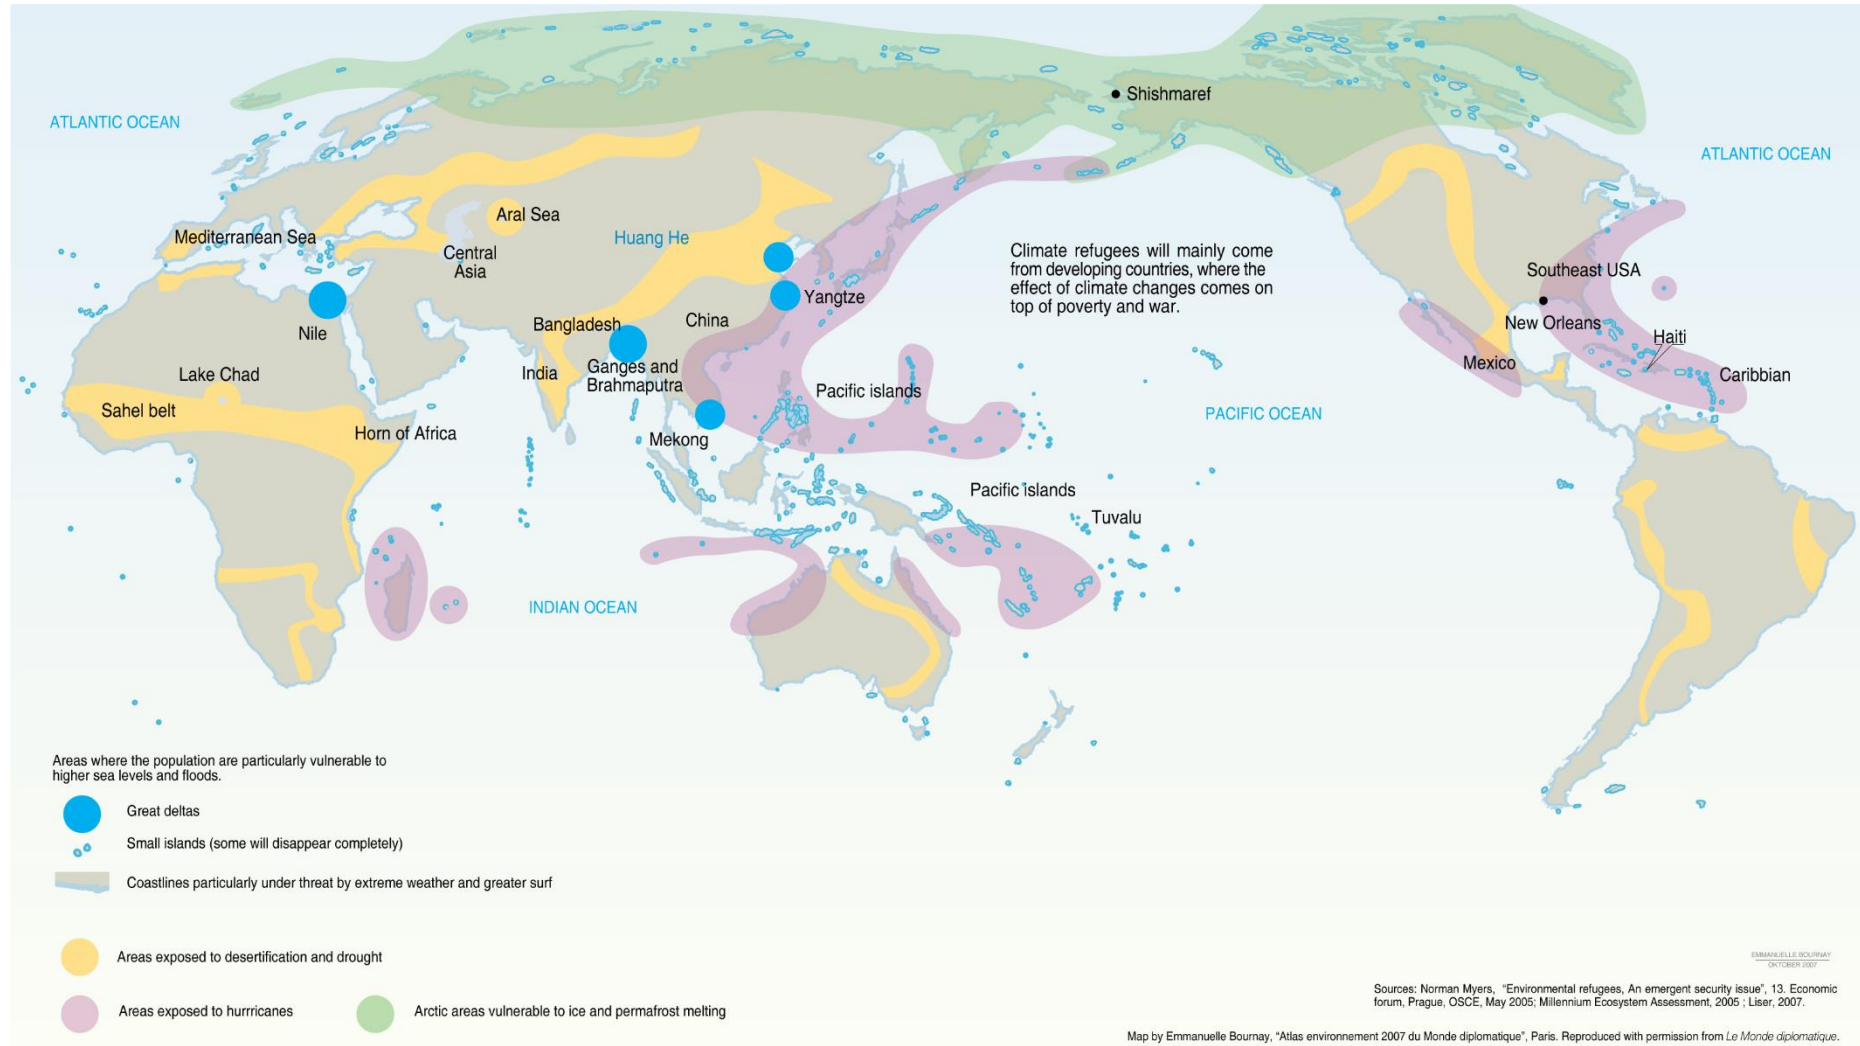 Shishmaref
ATLANTIC OCEAN
ATLANTIC OCEAN
Aral Sea
Mediterranean Sea
Huang He
Central
Asia
Climate refugees will mainly come
from developing countries, where the
effect of climate changes comes on
top of poverty and war.
Southeast USA
Yangtze
Nile
Bangladesh
China
New Orleans
Haiti
Lake Chad
India
Ganges and
Brahmaputra
Mexico
Caribbian
Pacific islands
Sahel belt
PACIFIC OCEAN
Horn of Africa
Mekong
Pacific islands
Tuvalu
INDIAN OCEAN
Areas where the population are particularly vulnerable to
higher sea levels and floods.
Great deltas
Small islands (some will disappear completely)
Coastlines particularly under threat by extreme weather and greater surf
Areas exposed to desertification and drought
Areas exposed to hurrricanes
Arctic areas vulnerable to ice and permafrost melting
EMMANUELLE BOURNAY
OKTOBER 2007
Sources: Norman Myers, "Environmental refugees, An emergent security issue", 13. Economic
forum, Prague, OSCE, May 2005; Millennium Ecosystem Assessment, 2005 ; Liser, 2007.
Map by Emmanuelle Bournay, "Atlas environnement 2007 du Monde diplomatique", Paris. Reproduced with permission from Le Monde diplomatique.